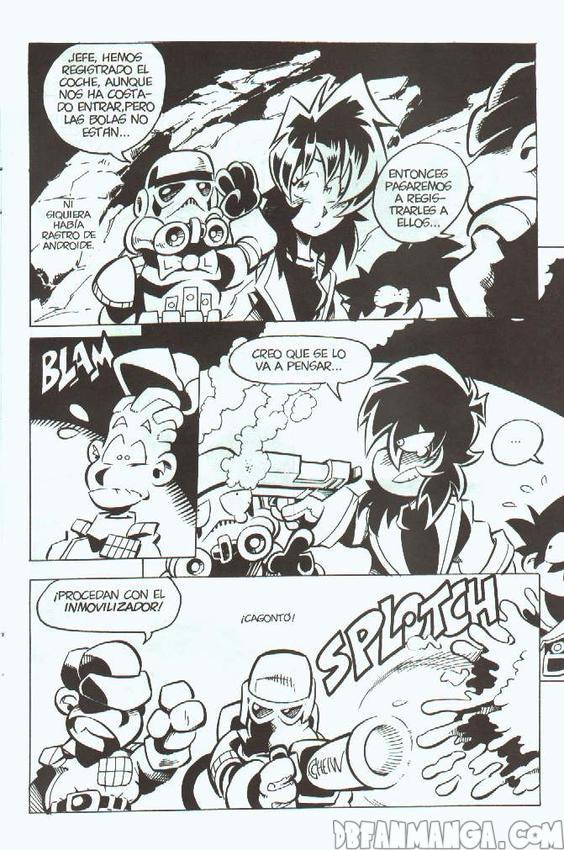 JEFE, HEMOS
REGISTRADO EL
COCHE, AUNQUE
NOS HA COSTA-
DO ENTRAR, PERO
LAS BOLAS NO
ESTÁN...
NI
SIQUIERA
HABÍA
RASTRO DE
ANDROIDE.
ENTONCES
PASAREMOS
A REGIS-
TRARLES A
ELLOS...
BLAM
CREO QUE SE LO
VA A PENSAR...
...
¡PROCEDAN CON EL
INMOVILIZADOR!
¡CAGONTÓ!
SPLOTCH
CHEIW
DBFANMANGA.COM